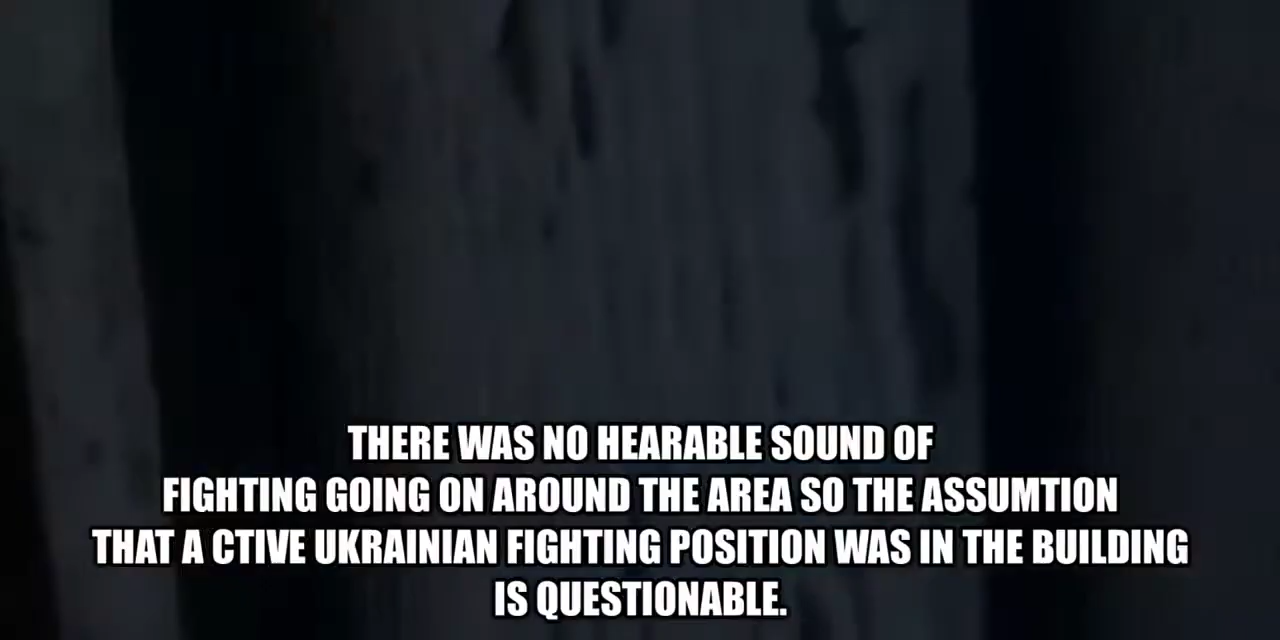 THERE WAS NO HEARABLE SOUND OF
FIGHTING GOING ON AROUND THE AREA SO THE ASSUMTION
THAT A CTIVE UKRAINIAN FIGHTING POSITION WAS IN THE BUILDING
IS QUESTIONABLE.